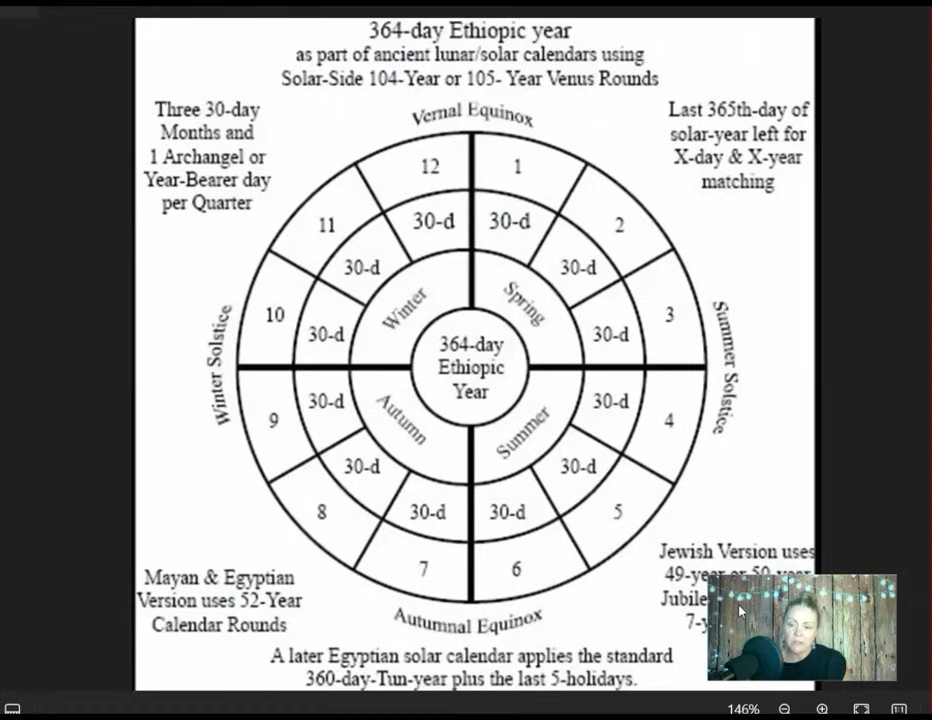 364-day Ethiopic year
as part of ancient lunar/solar calendars using
Solar-Side 104-Year or 105- Year Venus Rounds
Three 30-day
Months and
1 Archangel or
Year-Bearer day
per Quarter
Last 365th-day of
solar-year left for
X-day & X-year
matching
Vernal Equinox
12 1
30-d 30-d
11 2
30-d 30-d
Winter Spring
10 3
30-d 30-d
Winter Solstice
Summer Solstice
364-day
Ethiopic
Year
30-d 30-d
9 4
Autumn Summer
30-d 30-d
8 5
30-d 30-d
7 6
Autumnal Equinox
Mayan & Egyptian
Version uses 52-Year
Calendar Rounds
Jewish Version uses
49-year or 50-year
A later Egyptian solar calendar applies the standard
360-day-Tun-year plus the last 5-holidays.
146%
1:1